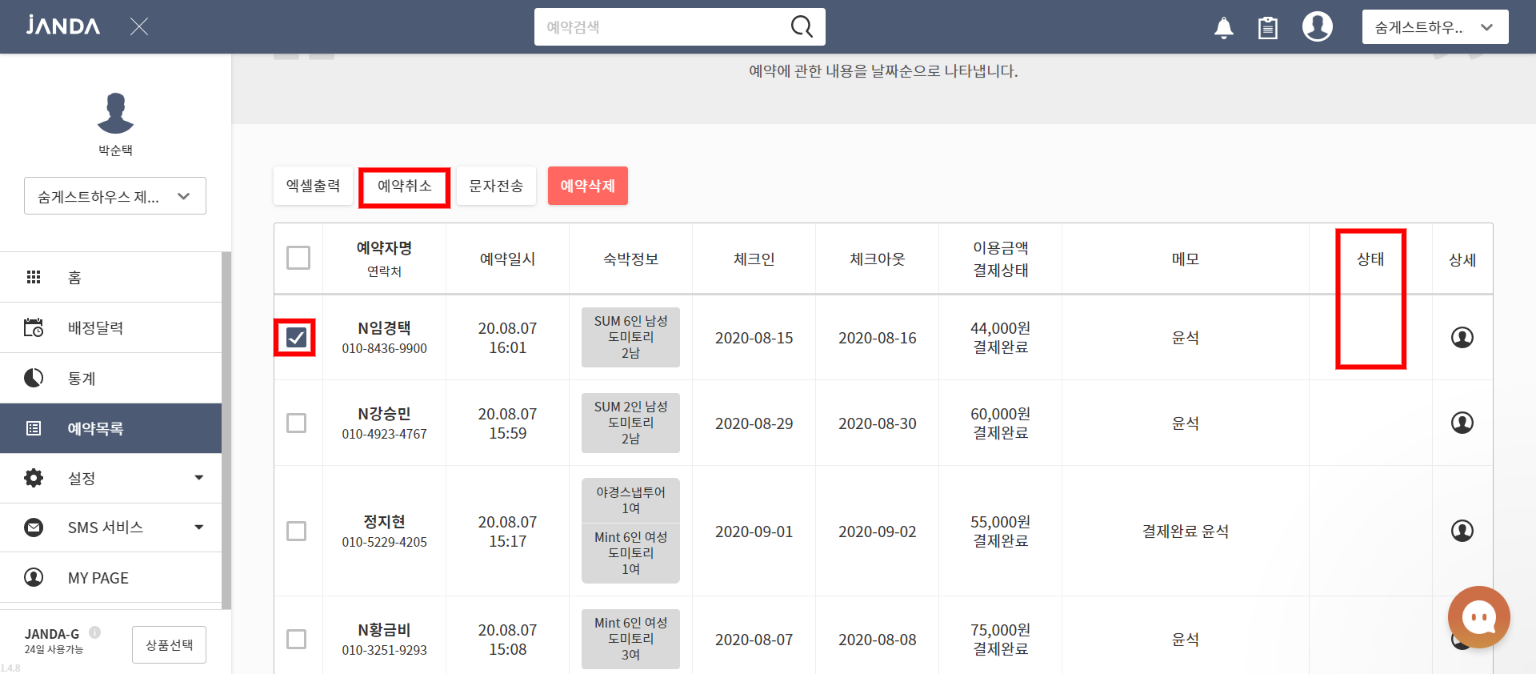 JANDA
예약검색
숨게스트하우..
박순택
숨게스트하우스 제...
홈
배정달력
통계
예약목록
설정
SMS 서비스
MY PAGE
JANDA-G
24일 사용가능
상품선택
1.4.8
예약에 관한 내용을 날짜순으로 나타냅니다.
엑셀출력 예약취소 문자전송 예약삭제
예약자명
연락처
예약일시
숙박정보
체크인
체크아웃
이용금액
결제상태
메모
상태
상세
N임경택
010-8436-9900
20.08.07
16:01
SUM 6인 남성
도미토리
2남
2020-08-15
2020-08-16
44,000원
결제완료
윤석
N강승민
010-4923-4767
20.08.07
15:59
SUM 2인 남성
도미토리
2남
2020-08-29
2020-08-30
60,000원
결제완료
윤석
정지현
010-5229-4205
20.08.07
15:17
야경스냅투어
1여
Mint 6인 여성
도미토리
1여
2020-09-01
2020-09-02
55,000원
결제완료
결제완료 윤석
N황금비
010-3251-9293
20.08.07
15:08
Mint 6인 여성
도미토리
3여
2020-08-07
2020-08-08
75,000원
결제완료
윤석